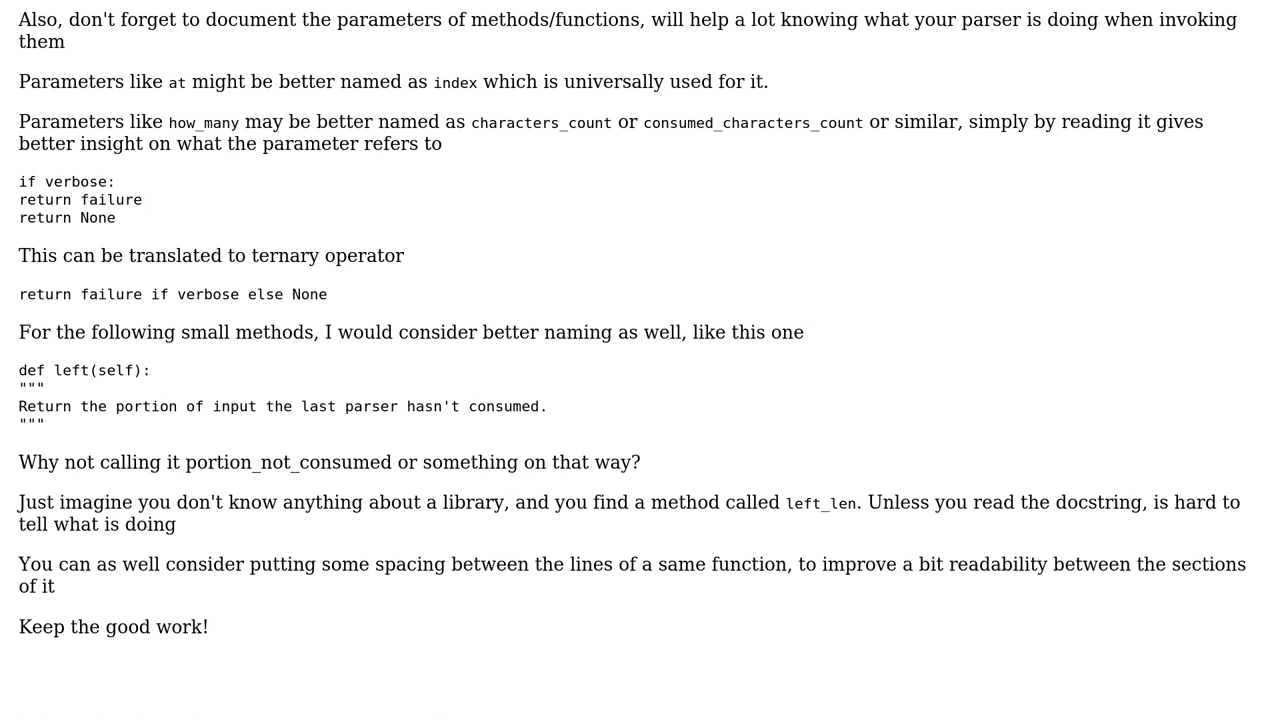 Also, don't forget to document the parameters of methods/functions, will help a lot knowing what your parser is doing when invoking
them
Parameters like at might be better named as index which is universally used for it.
Parameters like how_many may be better named as characters_count or consumed_characters_count or similar, simply by reading it gives
better insight on what the parameter refers to
if verbose:
return failure
return None
This can be translated to ternary operator
return failure if verbose else None
For the following small methods, I would consider better naming as well, like this one
def left(self):
"""
Return the portion of input the last parser hasn't consumed.
"""
Why not calling it portion_not_consumed or something on that way?
Just imagine you don't know anything about a library, and you find a method called left_len. Unless you read the docstring, is hard to
tell what is doing
You can as well consider putting some spacing between the lines of a same function, to improve a bit readability between the sections
of it
Keep the good work!